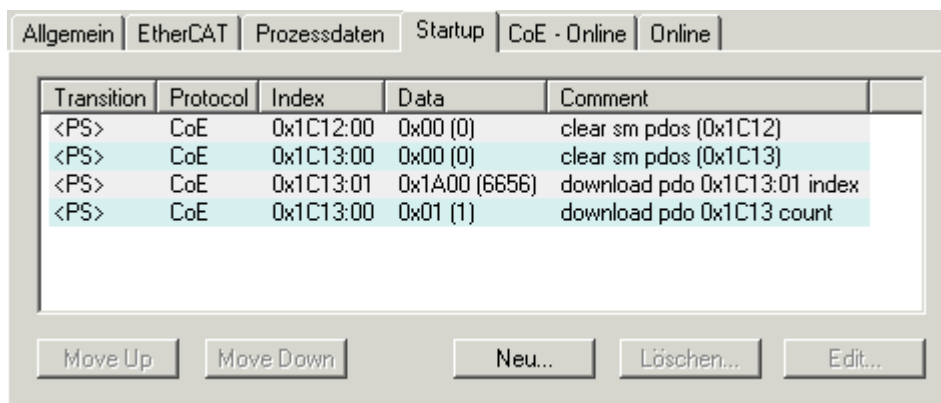 Allgemein EtherCAT Prozessdaten Startup CoE - Online Online
Transition Protocol Index Data Comment
<PS> CoE 0x1C12:00 0x00 (0) clear sm pdos (0x1C12)
<PS> CoE 0x1C13:00 0x00 (0) clear sm pdos (0x1C13)
<PS> CoE 0x1C13:01 0x1A00 (6656) download pdo 0x1C13:01 index
<PS> CoE 0x1C13:00 0x01 (1) download pdo 0x1C13 count
Move Up Move Down Neu... Löschen... Edit...